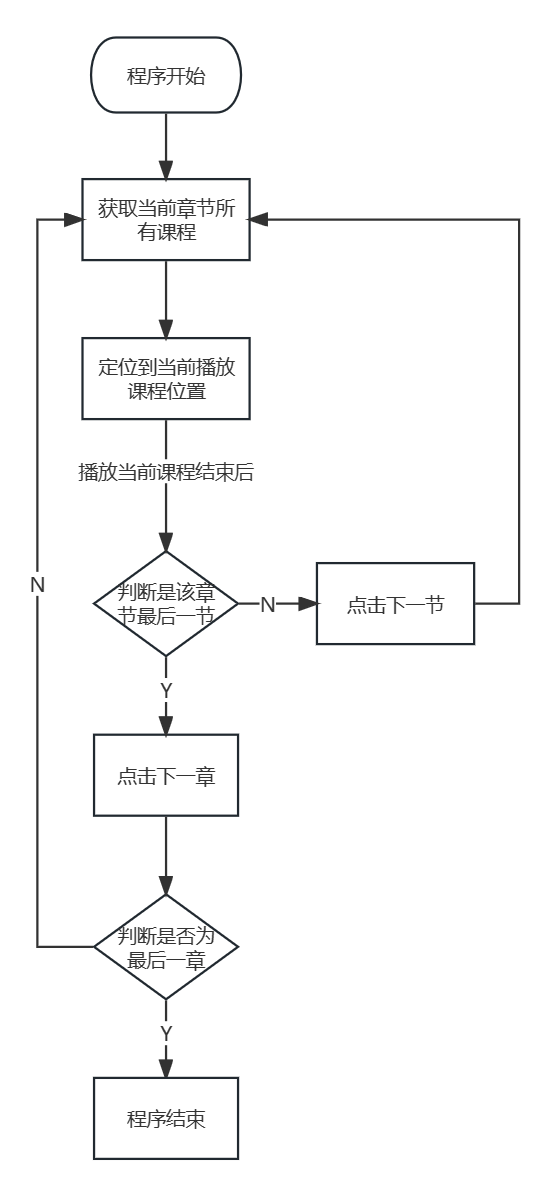 程序开始
获取当前章节所
有课程
定位到当前播放
课程位置
播放当前课程结束后
N
判断是该章
节最后一节
N
点击下一节
Y
点击下一章
判断是否为
最后一章
Y
程序结束